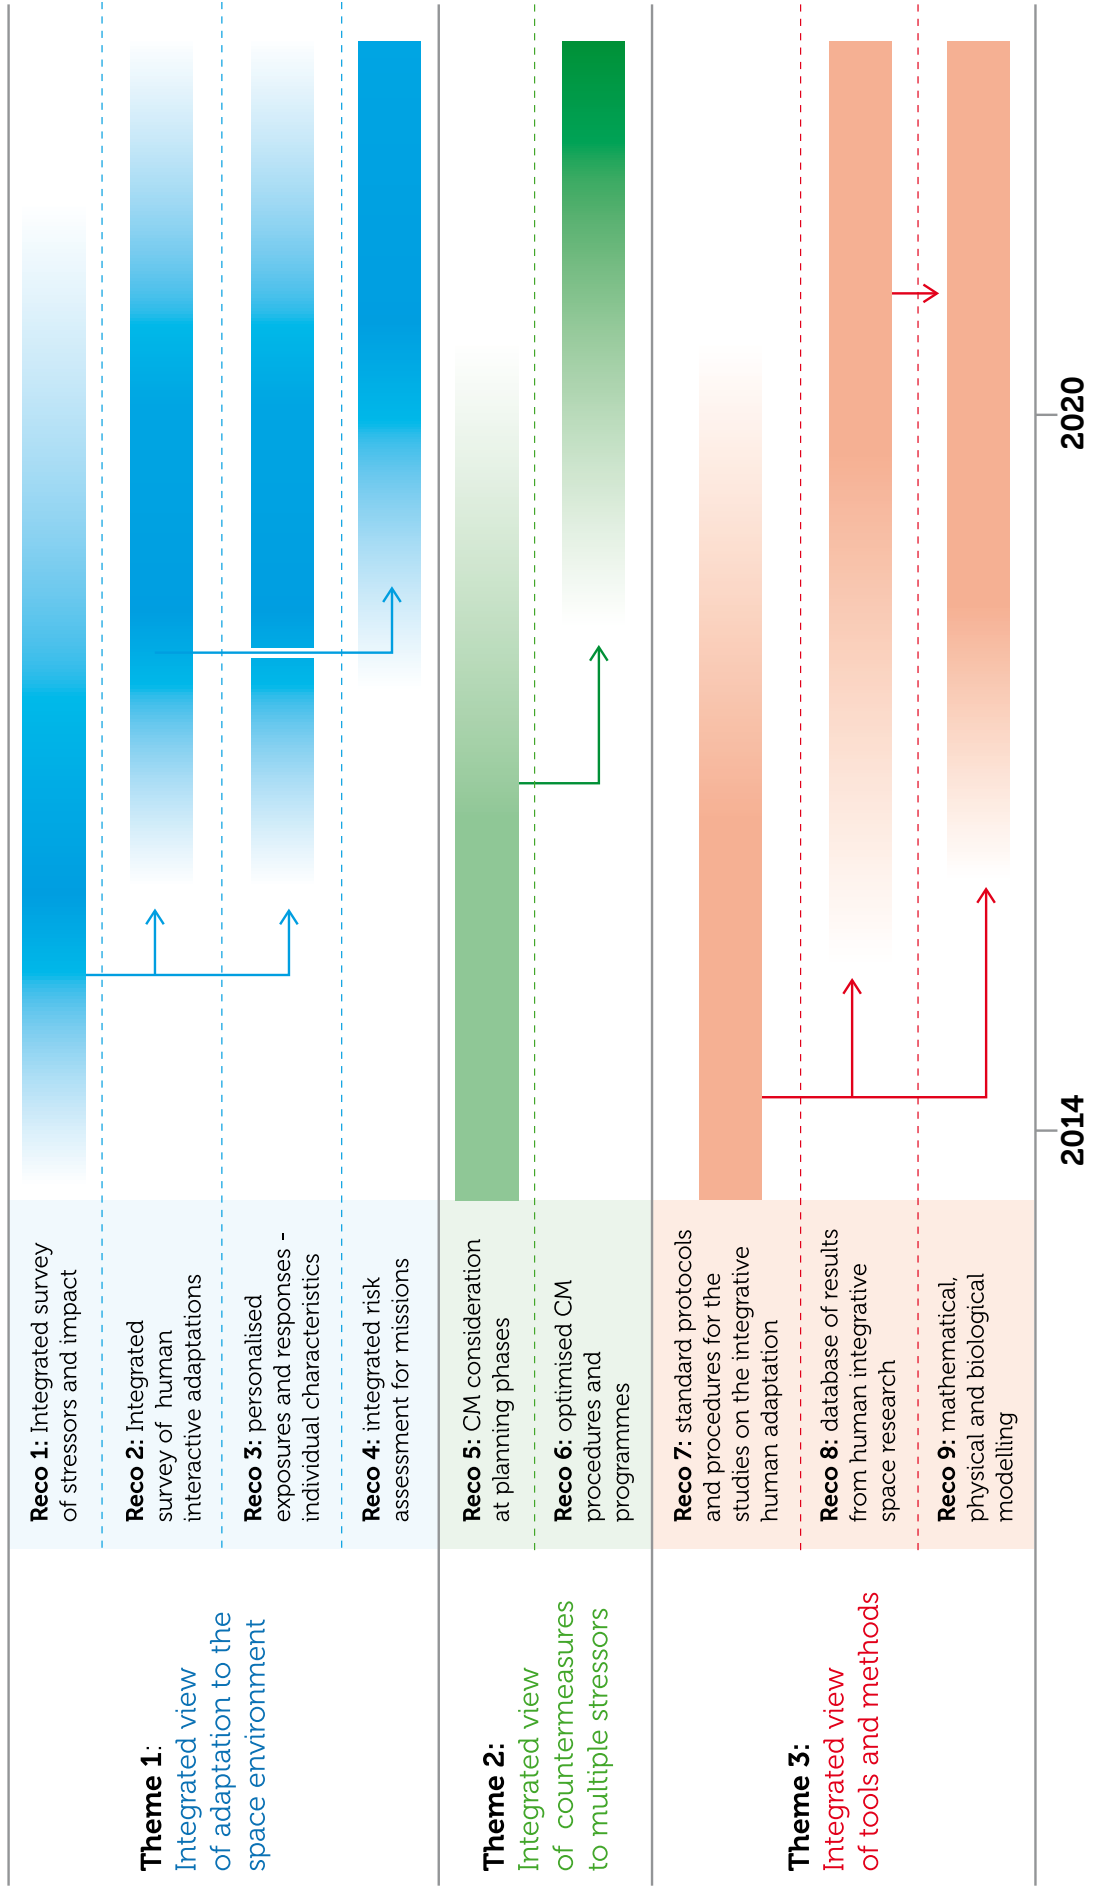 Theme 1:
Integrated view
of adaptation to the
space environment
Reco 1: Integrated survey
of stressors and impact
Reco 2: Integrated
survey of human
interactive adaptations
Reco 3: personalised
exposures and responses -
individual characteristics
Reco 4: integrated risk
assessment for missions
Theme 2:
Integrated view
of countermeasures
to multiple stressors
Reco 5: CM consideration
at planning phases
Reco 6: optimised CM
procedures and
programmes
Theme 3:
Integrated view
of tools and methods
Reco 7: standard protocols
and procedures for the
studies on the integrative
human adaptation
Reco 8: database of results
from human integrative
space research
Reco 9: mathematical,
physical and biological
modelling
2014
2020